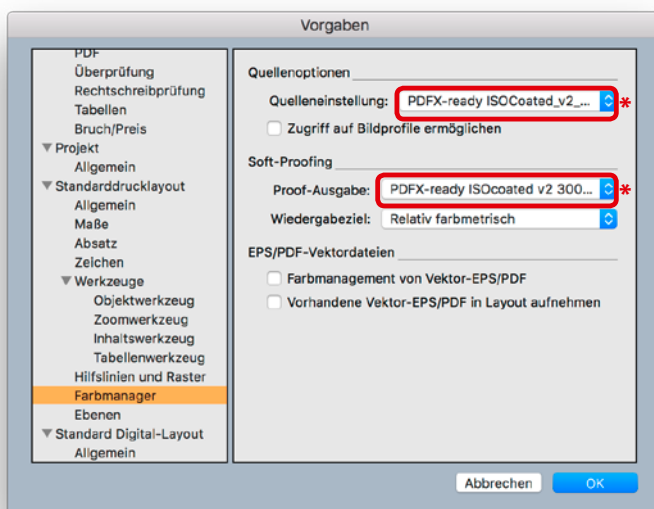 Vorgaben
PDF
Überprüfung
Rechtschreibprüfung
Tabellen
Bruch/Preis
Projekt
Allgemein
Standarddrucklayout
Allgemein
Maße
Absatz
Zeichen
Werkzeuge
Objektwerkzeug
Zoomwerkzeug
Inhaltswerkzeug
Tabellenwerkzeug
Hilfslinien und Raster
Farbmanager
Ebenen
Standard Digital-Layout
Allgemein
Quellenoptionen
Quelleneinstellung: PDFX-ready ISOCoated_v2_... *
Zugriff auf Bildprofile ermöglichen
Soft-Proofing
Proof-Ausgabe: PDFX-ready ISOcoated v2 300... *
Wiedergabeziel: Relativ farbmetrisch
EPS/PDF-Vektordateien
Farbmanagement von Vektor-EPS/PDF
Vorhandene Vektor-EPS/PDF in Layout aufnehmen
Abbrechen OK